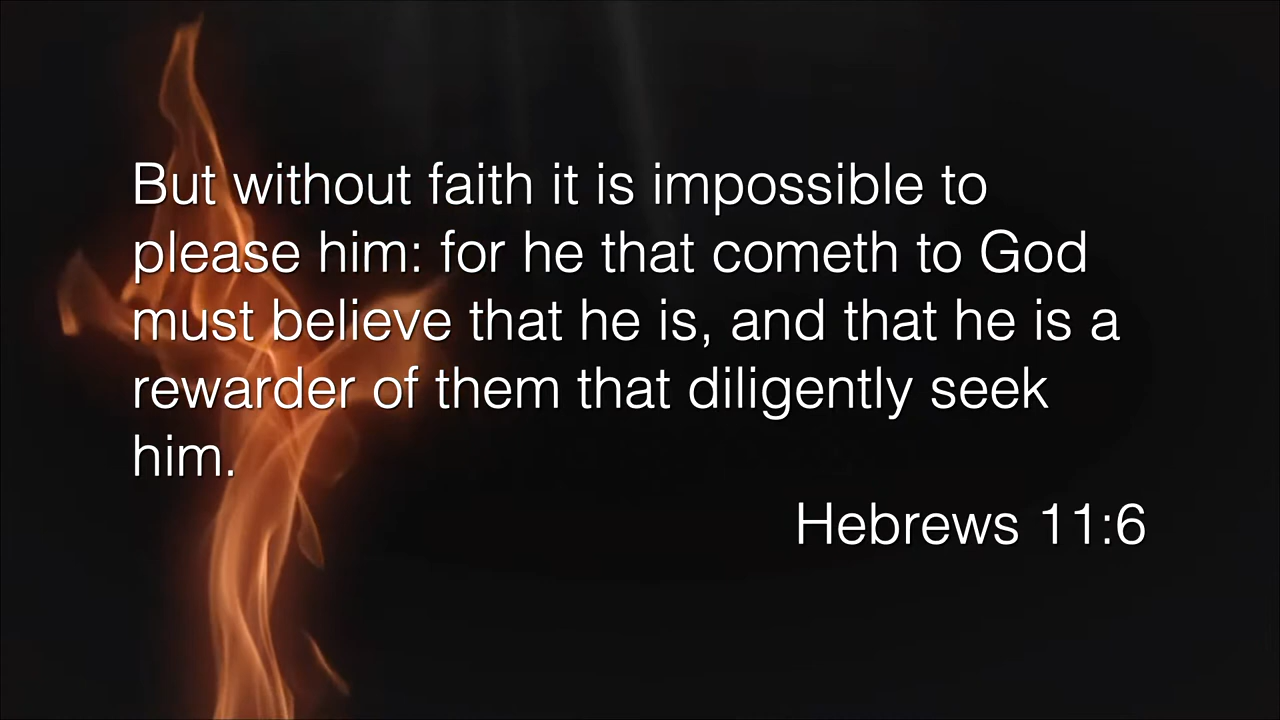 But without faith it is impossible to
please him: for he that cometh to God
must believe that he is, and that he is a
rewarder of them that diligently seek
him.
Hebrews 11:6